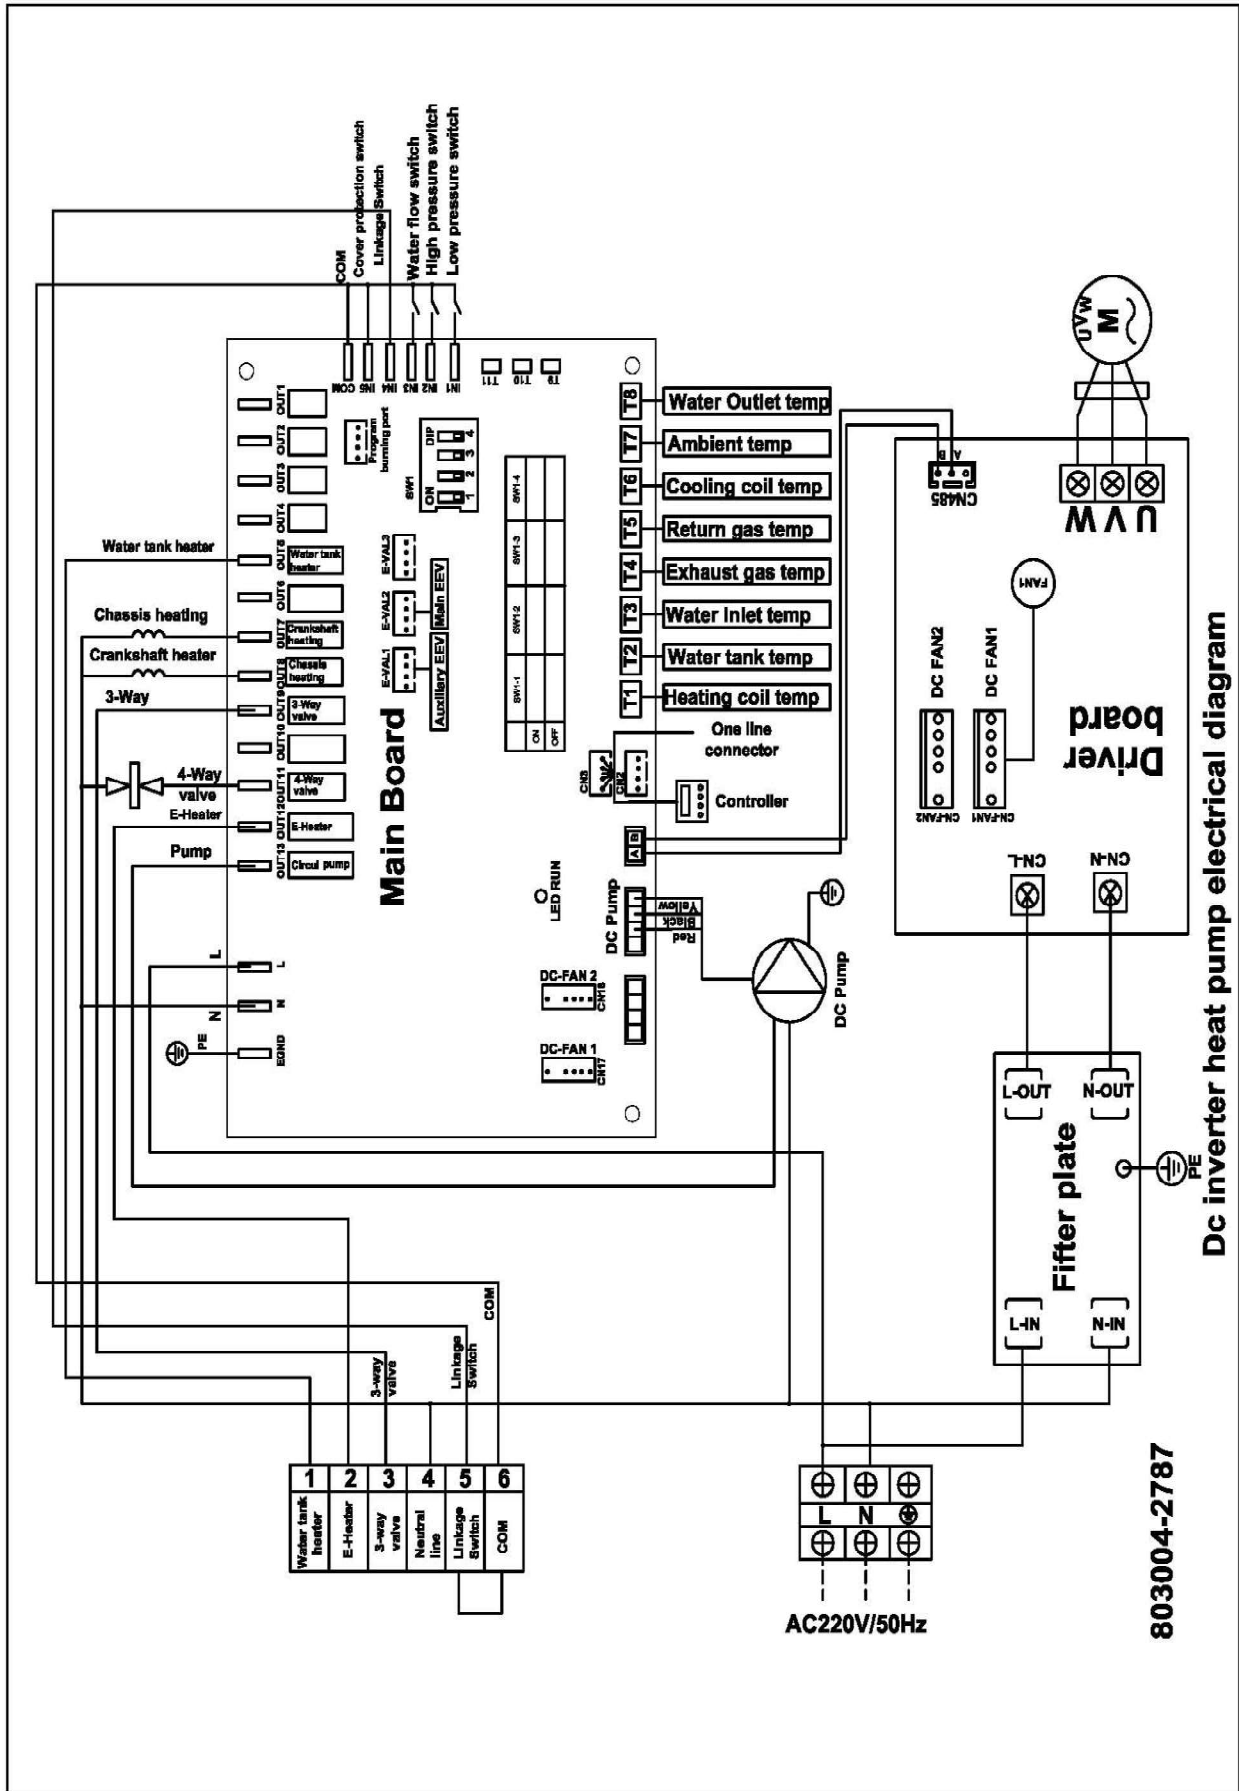 COM
Cover protection switch
Linkage Switch
Water flow switch
High pressure switch
Low pressure switch
COM
IN5
IN4
IN3
IN2
IN1
T11
T10
T9
OUT1
OUT2
OUT3
OUT4
OUT5
OUT6
OUT7
OUT8
OUT9
OUT10
OUT11
OUT12
OUT13
Program
burning port
SW1
ON
DIP
1
2
3
4
Water tank heater
Water tank
heater
Chassis heating
Crankshaft
heating
Crankshaft heater
Chassis
heating
3-Way
3-Way
valve
4-Way
valve
4-Way
valve
E-Heater
E-Heater
Pump
Circul pump
E-VAL1
E-VAL2
E-VAL3
Auxiliery EEV
Main EEV
SW1-1
SW1-2
SW1-3
SW1-4
ON
OFF
Main Board
LED RUN
L
L
N
N
PE
EGND
T8
Water Outlet temp
T7
Ambient temp
T6
Cooling coil temp
T5
Return gas temp
T4
Exhaust gas temp
T3
Water Inlet temp
T2
Water tank temp
T1
Heating coil temp
One line
connector
CN3
CN2
Controller
A
B
DC Pump
Yellow
Black
Red
DC-FAN 2
CN18
DC-FAN 1
CN17
DC Pump
UVW
M
B
A
CN485
W
V
U
FAN1
DC FAN2
DC FAN1
CN-FAN2
CN-FAN1
Driver
board
CN-L
CN-N
L-OUT
N-OUT
Fifter plate
PE
L-IN
N-IN
3-way
valve
Linkage
Switch
COM
1
2
3
4
5
6
Water tank
heater
E-Heater
3-way
valve
Neutral
line
Linkage
Switch
COM
L
N
AC220V/50Hz
803004-2787
Dc inverter heat pump electrical diagram